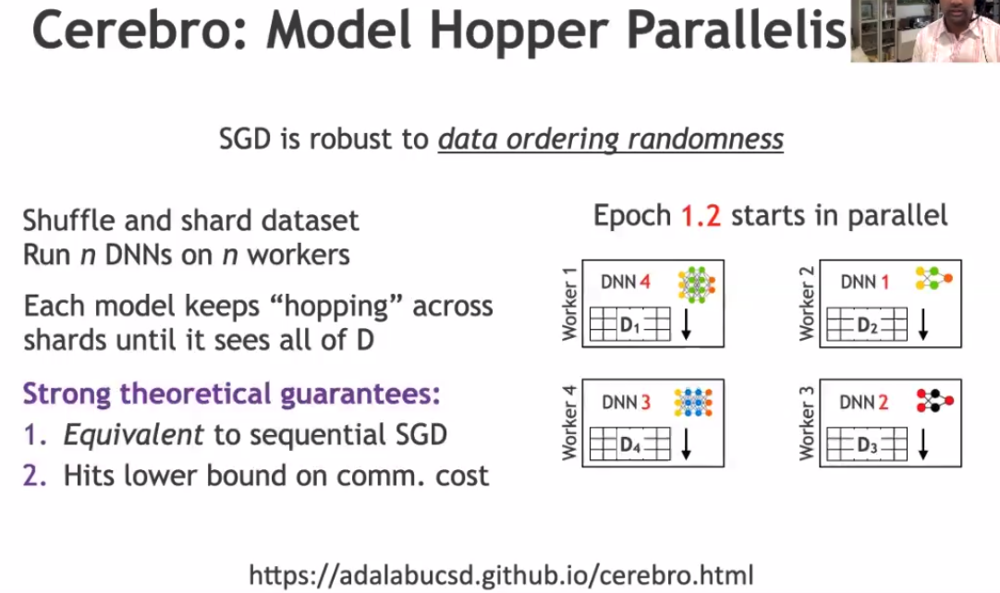 Cerebro: Model Hopper Parallelis
SGD is robust to data ordering randomness
Shuffle and shard dataset
Run n DNNs on n workers
Each model keeps “hopping” across
shards until it sees all of D
Strong theoretical guarantees:
1. Equivalent to sequential SGD
2. Hits lower bound on comm. cost
Epoch 1.2 starts in parallel
Worker 1
DNN 4
D₁
Worker 2
DNN 1
D₂
Worker 4
DNN 3
D₄
Worker 3
DNN 2
D₃
https://adalabucsd.github.io/cerebro.html